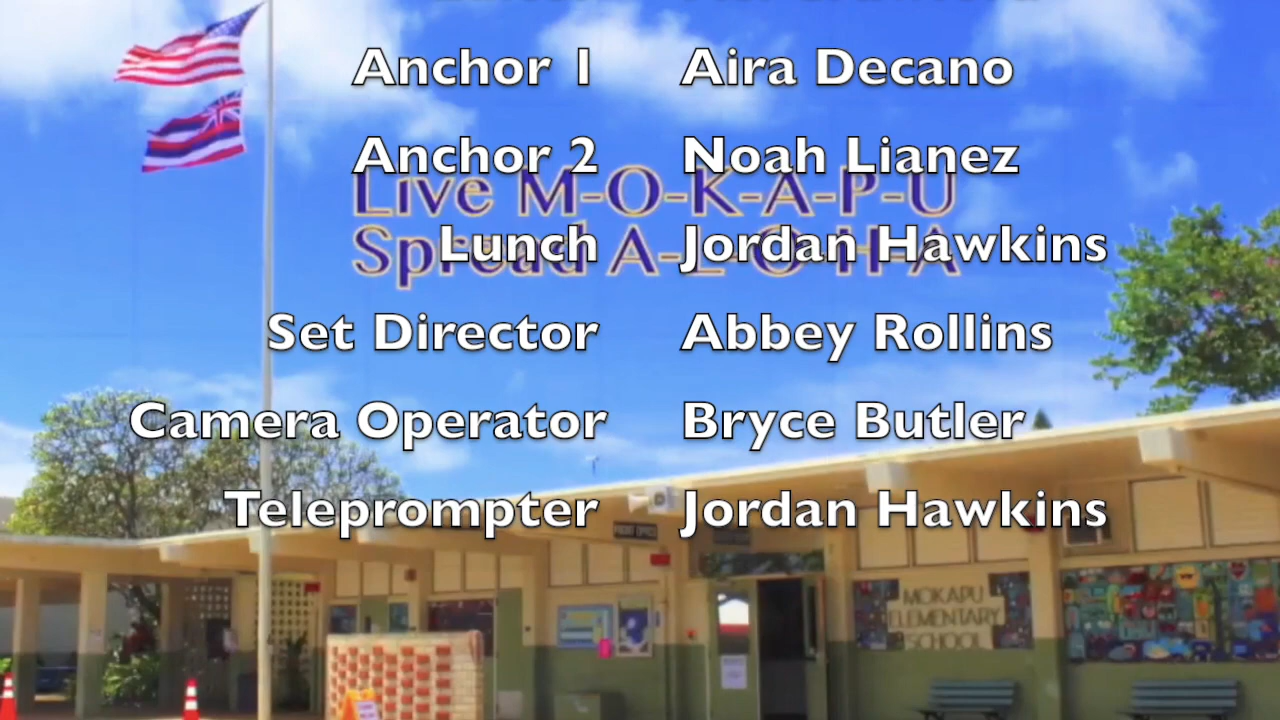 Anchor 1 Aira Decano
Anchor 2 Noah Lianez
Live M-O-K-A-P-U
Lunch Jordan Hawkins
Spread A-L-O-H-A
Set Director Abbey Rollins
Camera Operator Bryce Butler
Teleprompter Jordan Hawkins
MOKAPU
ELEMENTARY
SCHOOL